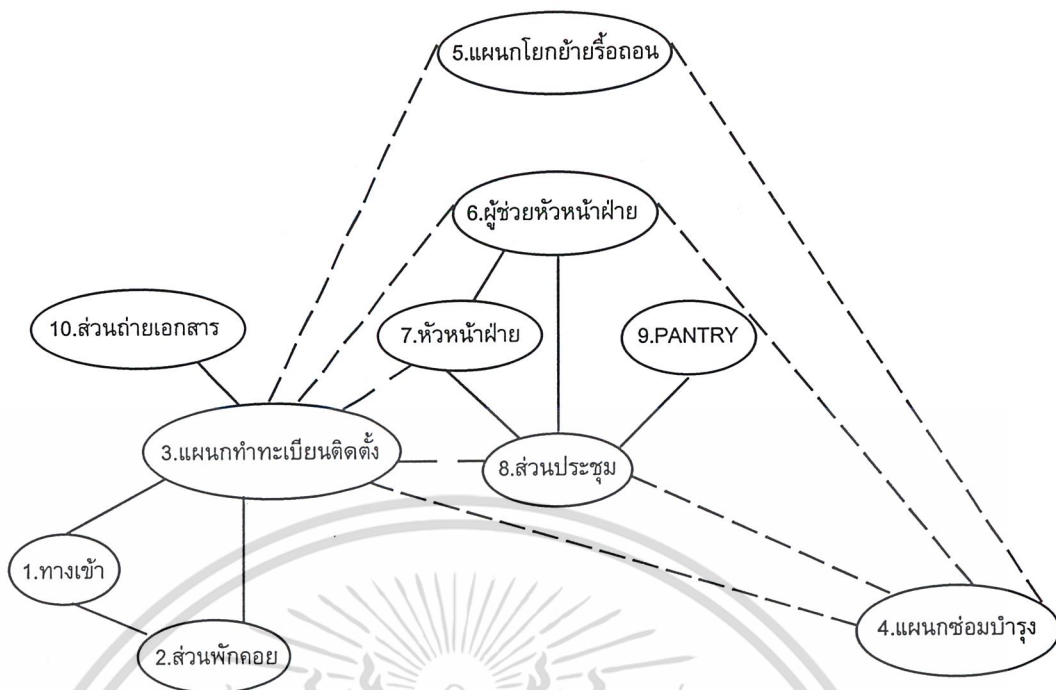 5.แผนกโยกย้ายรื้อถอน
6.ผู้ช่วยหัวหน้าฝ่าย
10.ส่วนถ่ายเอกสาร
7.หัวหน้าฝ่าย
9.PANTRY
3.แผนกทำทะเบียนติดตั้ง
8.ส่วนประชุม
1.ทางเข้า
4.แผนกซ่อมบำรุง
2.ส่วนพักคอย